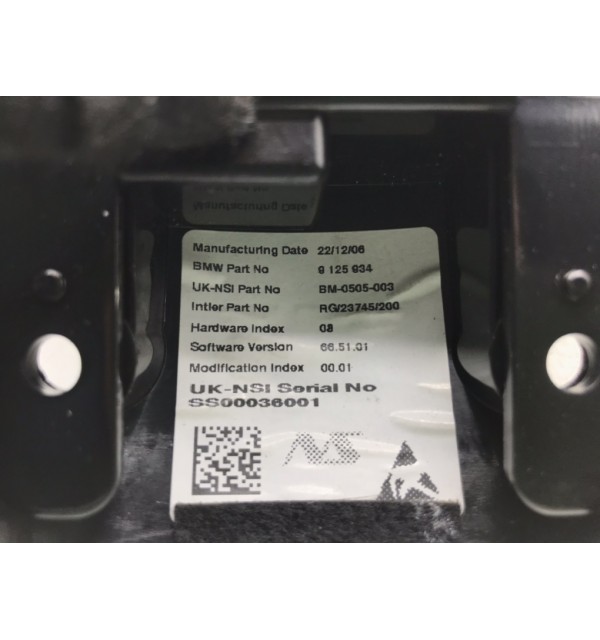 Manufacturing Date 22/12/06
BMW Part No 9 125 934
UK-NSI Part No BM-0505-003
Intier Part No RG/23745/200
Hardware Index 08
Software Version 66.51.01
Modification Index 00.01
UK-NSI Serial No
SS00036001
NS